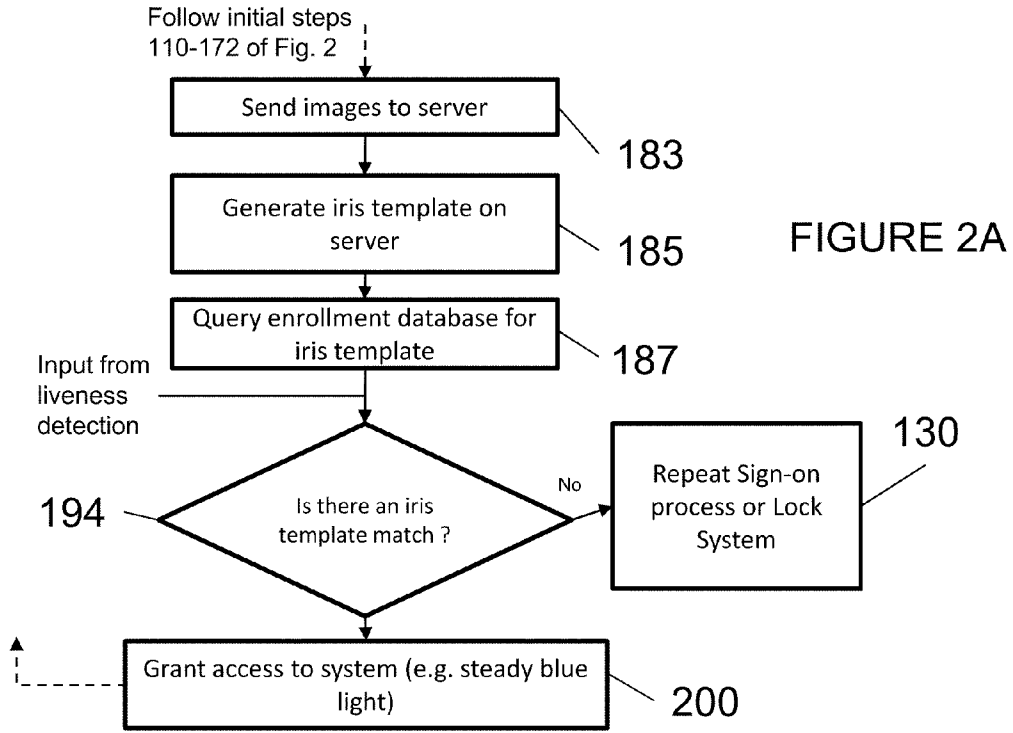 Follow initial steps
110-172 of Fig. 2
Send images to server
183
Generate iris template on
server
185
FIGURE 2A
Query enrollment database for
iris template
187
Input from
liveness
detection
Is there an iris
template match ?
194
No
Repeat Sign-on
process or Lock
System
130
Grant access to system (e.g. steady blue
light)
200